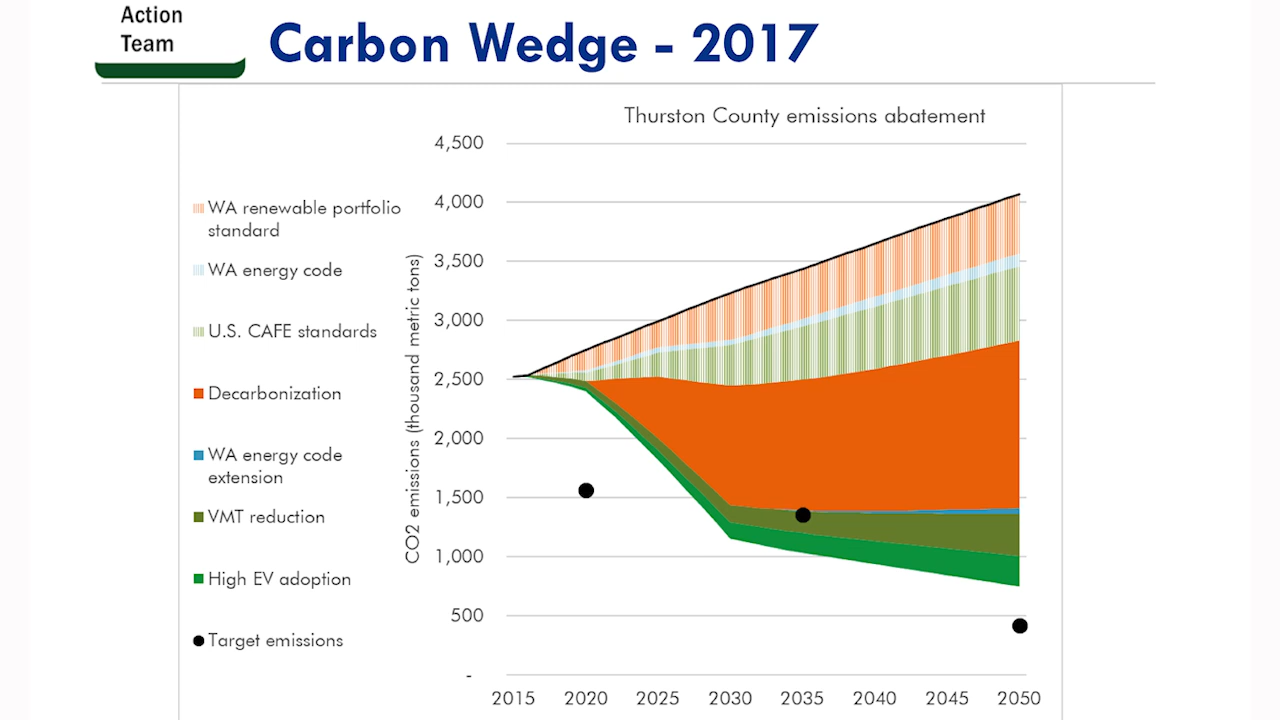 Action
Team
Carbon Wedge - 2017
Thurston County emissions abatement
4,500
4,000
3,500
3,000
2,500
2,000
1,500
1,000
500
-
CO2 emissions (thousand metric tons)
2015 2020 2025 2030 2035 2040 2045 2050
WA renewable portfolio
standard
WA energy code
U.S. CAFE standards
Decarbonization
WA energy code
extension
VMT reduction
High EV adoption
Target emissions